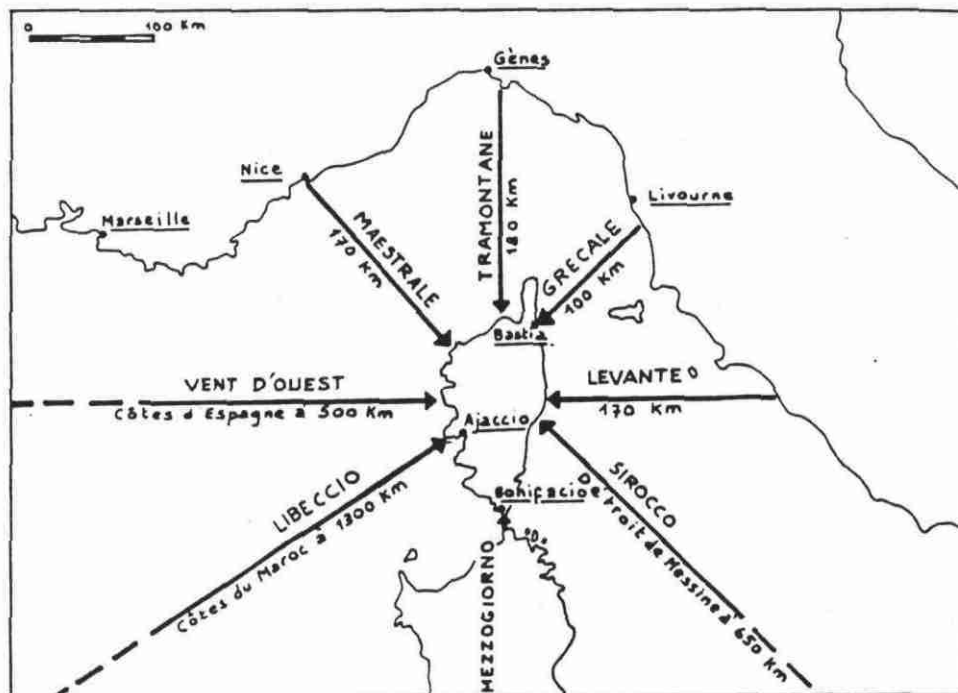 0 100 Km
Gènes
Nice
Marseille
Livourne
MAESTRALE
170 Km
TRAMONTANE
180 Km
GRECALE
100 Km
Bastia
VENT D'OUEST
Côtes d'Espagne à 500 Km
LEVANTE
170 Km
Ajaccio
LIBECCIO
Côtes du Maroc à 1300 Km
Bonifacio
SIROCCO
Détroit de Messine à 650 Km
MEZZOGIORNO